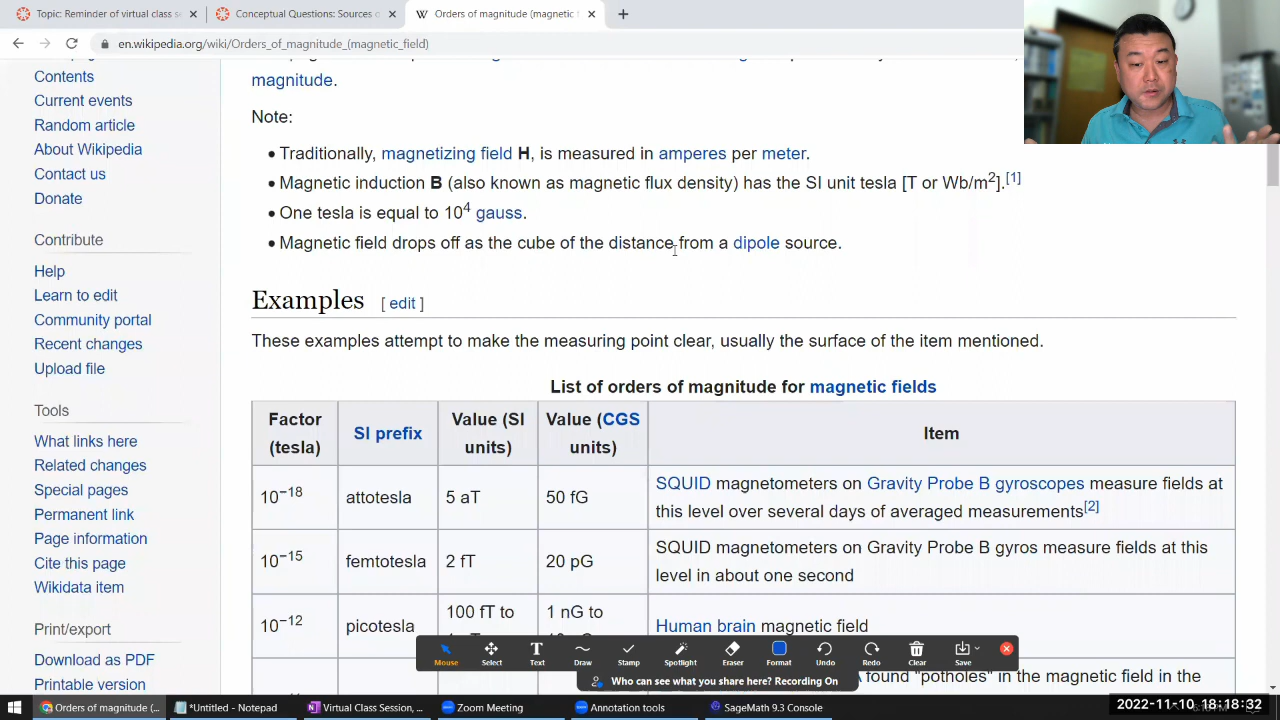 Topic: Reminder of virtual class s
Conceptual Questions: Sources o
Orders of magnitude (magnetic f
en.wikipedia.org/wiki/Orders_of_magnitude_(magnetic_field)
Contents
Current events
Random article
About Wikipedia
Contact us
Donate
Contribute
Help
Learn to edit
Community portal
Recent changes
Upload file
Tools
What links here
Related changes
Special pages
Permanent link
Page information
Cite this page
Wikidata item
Print/export
Download as PDF
Printable version
magnitude.
Note:
• Traditionally, magnetizing field H, is measured in amperes per meter.
• Magnetic induction B (also known as magnetic flux density) has the SI unit tesla [T or Wb/m²].[1]
• One tesla is equal to 10⁴ gauss.
• Magnetic field drops off as the cube of the distance from a dipole source.
Examples [ edit ]
These examples attempt to make the measuring point clear, usually the surface of the item mentioned.
List of orders of magnitude for magnetic fields
Factor (tesla) SI prefix Value (SI units) Value (CGS units) Item
10⁻¹⁸ attotesla 5 aT 50 fG SQUID magnetometers on Gravity Probe B gyroscopes measure fields at
this level over several days of averaged measurements[2]
10⁻¹⁵ femtotesla 2 fT 20 pG SQUID magnetometers on Gravity Probe B gyros measure fields at this
level in about one second
10⁻¹² picotesla 100 fT to 1 nG to Human brain magnetic field
found "potholes" in the magnetic field in the
Mouse Select Text Draw Stamp Spotlight Eraser Format Undo Redo Clear Save
Who can see what you share here? Recording On
Orders of magnitude (...
*Untitled - Notepad
Virtual Class Session, ...
Zoom Meeting
Annotation tools
SageMath 9.3 Console
2022-11-10 18:18:32